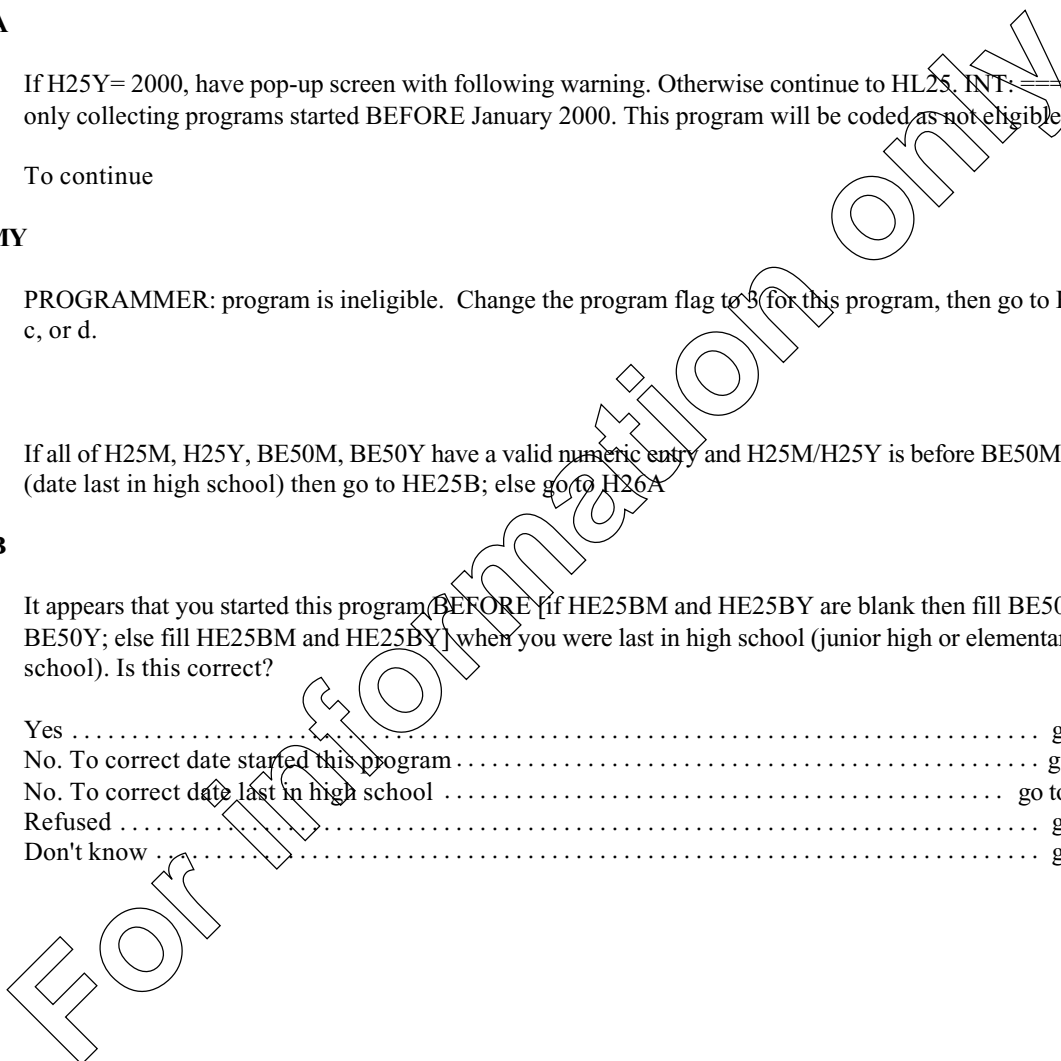 A
If H25Y= 2000, have pop-up screen with following warning. Otherwise continue to HL25. INT: ===
only collecting programs started BEFORE January 2000. This program will be coded as not eligible
To continue
MY
PROGRAMMER: program is ineligible. Change the program flag to 3 for this program, then go to
c, or d.
If all of H25M, H25Y, BE50M, BE50Y have a valid numeric entry and H25M/H25Y is before BE50M
(date last in high school) then go to HE25B; else go to H26A
B
It appears that you started this program BEFORE [if HE25BM and HE25BY are blank then fill BE50
BE50Y; else fill HE25BM and HE25BY] when you were last in high school (junior high or elementar
school). Is this correct?
Yes ........................................................................ g
No. To correct date started this program ........................................ g
No. To correct date last in high school ........................................ go to
Refused ........................................................................ g
Don't know ........................................................................ g
For information only